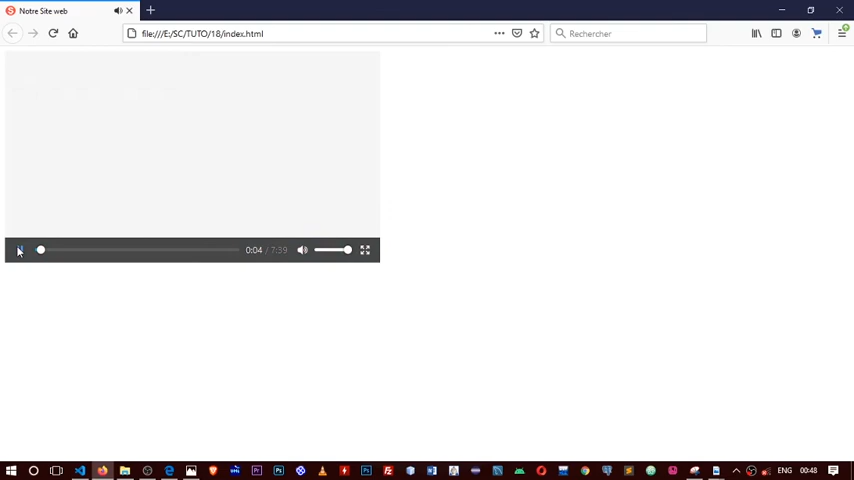 Notre Site web
file:///E:/SC/TUTO/18/index.html
Rechercher
0:04 / 7:39
ENG 00:48